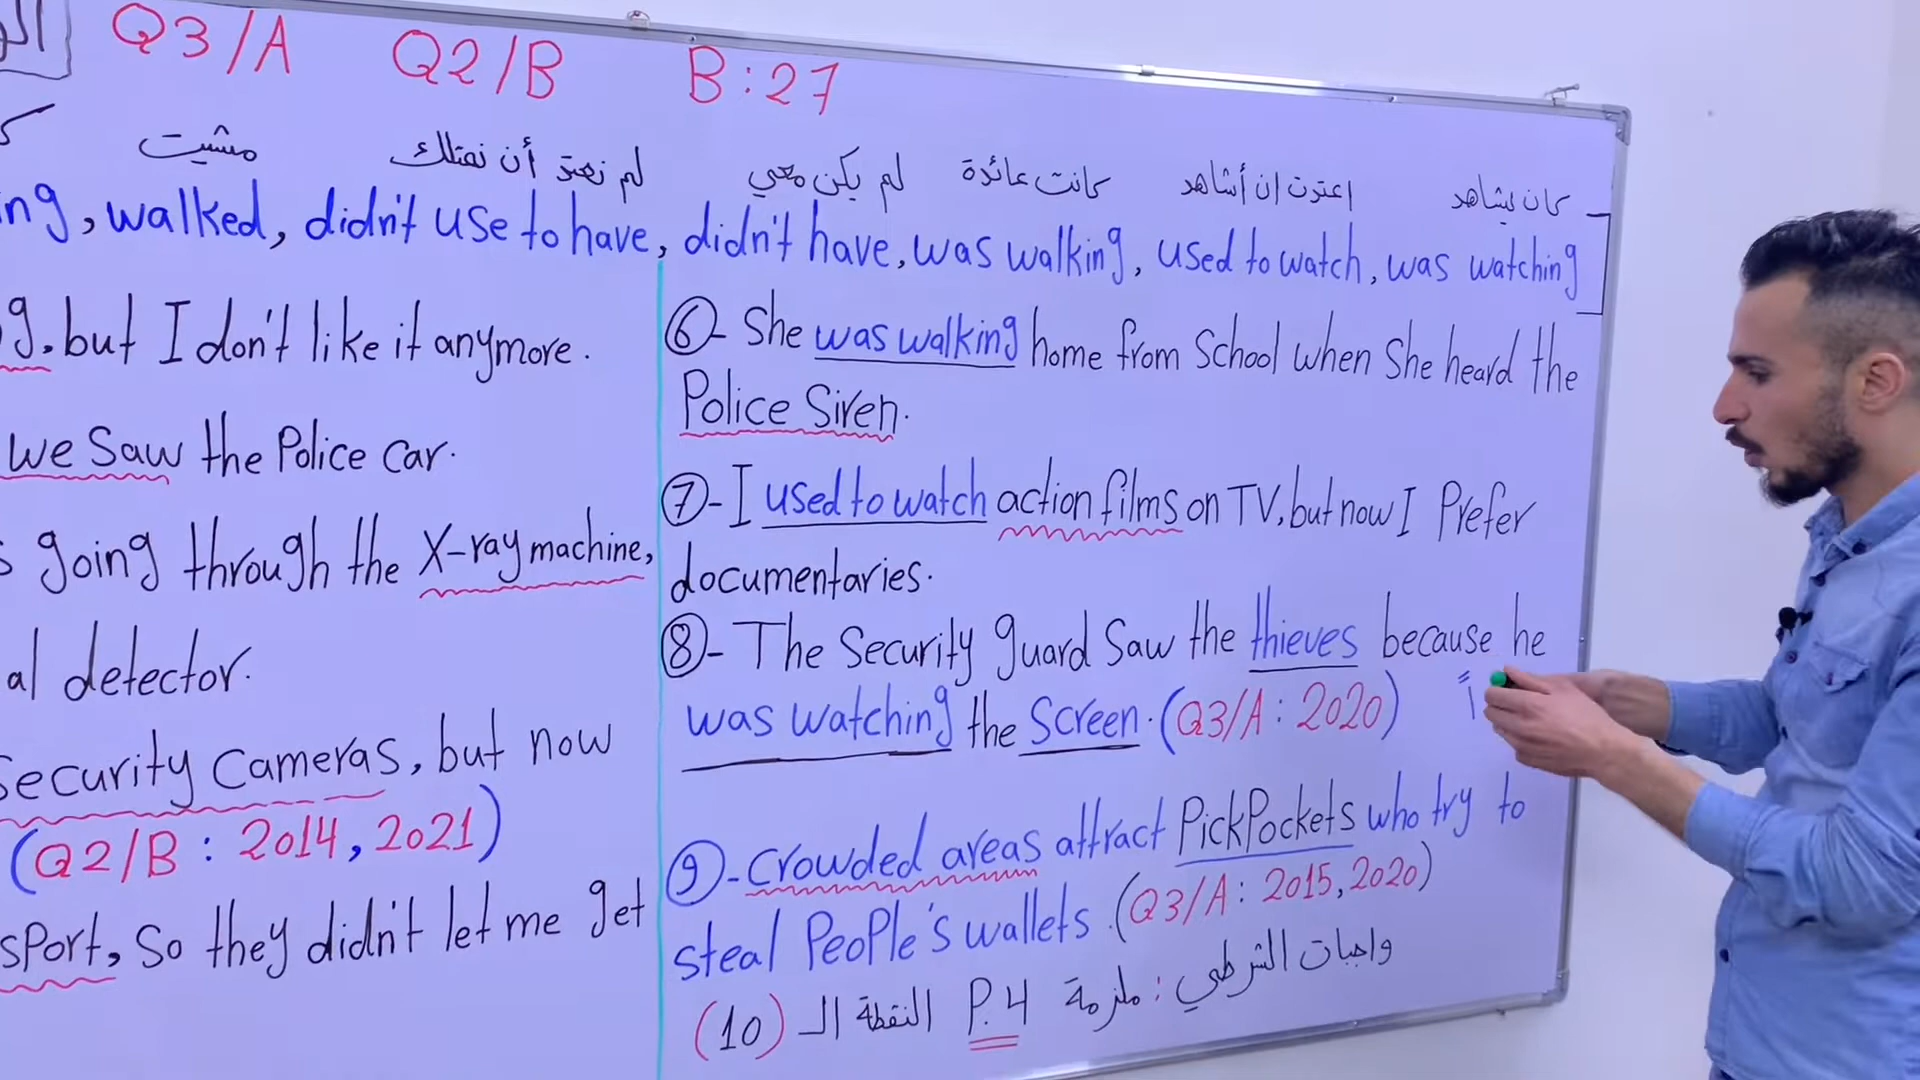 Q3/A Q2/B B:27
مشيت لم نعتد أن نمتلك لم يكن معي كانت عائدة اعتدت ان أشاهد كان يشاهد
ng, walked, didn't use to have, didn't have, was walking, used to watch, was watching
g. but I don't like it anymore.
we Saw the Police car.
s going through the X-ray machine,
al detector.
Security Cameras, but now
(Q2/B : 2014, 2021)
sport, So they didn't let me get
⑥- She was walking home from School when She heard the
Police Siren.
⑦- I used to watch action films on TV, but now I Prefer
documentaries.
⑧- The Security guard Saw the thieves because he
was watching the Screen. (Q3/A : 2020)
⑨- Crowded areas attract PickPockets who try to
steal PeoPle's wallets. (Q3/A : 2015, 2020)
واجبات الشرطي : ملزمة P.4 النقطة الـ (10)